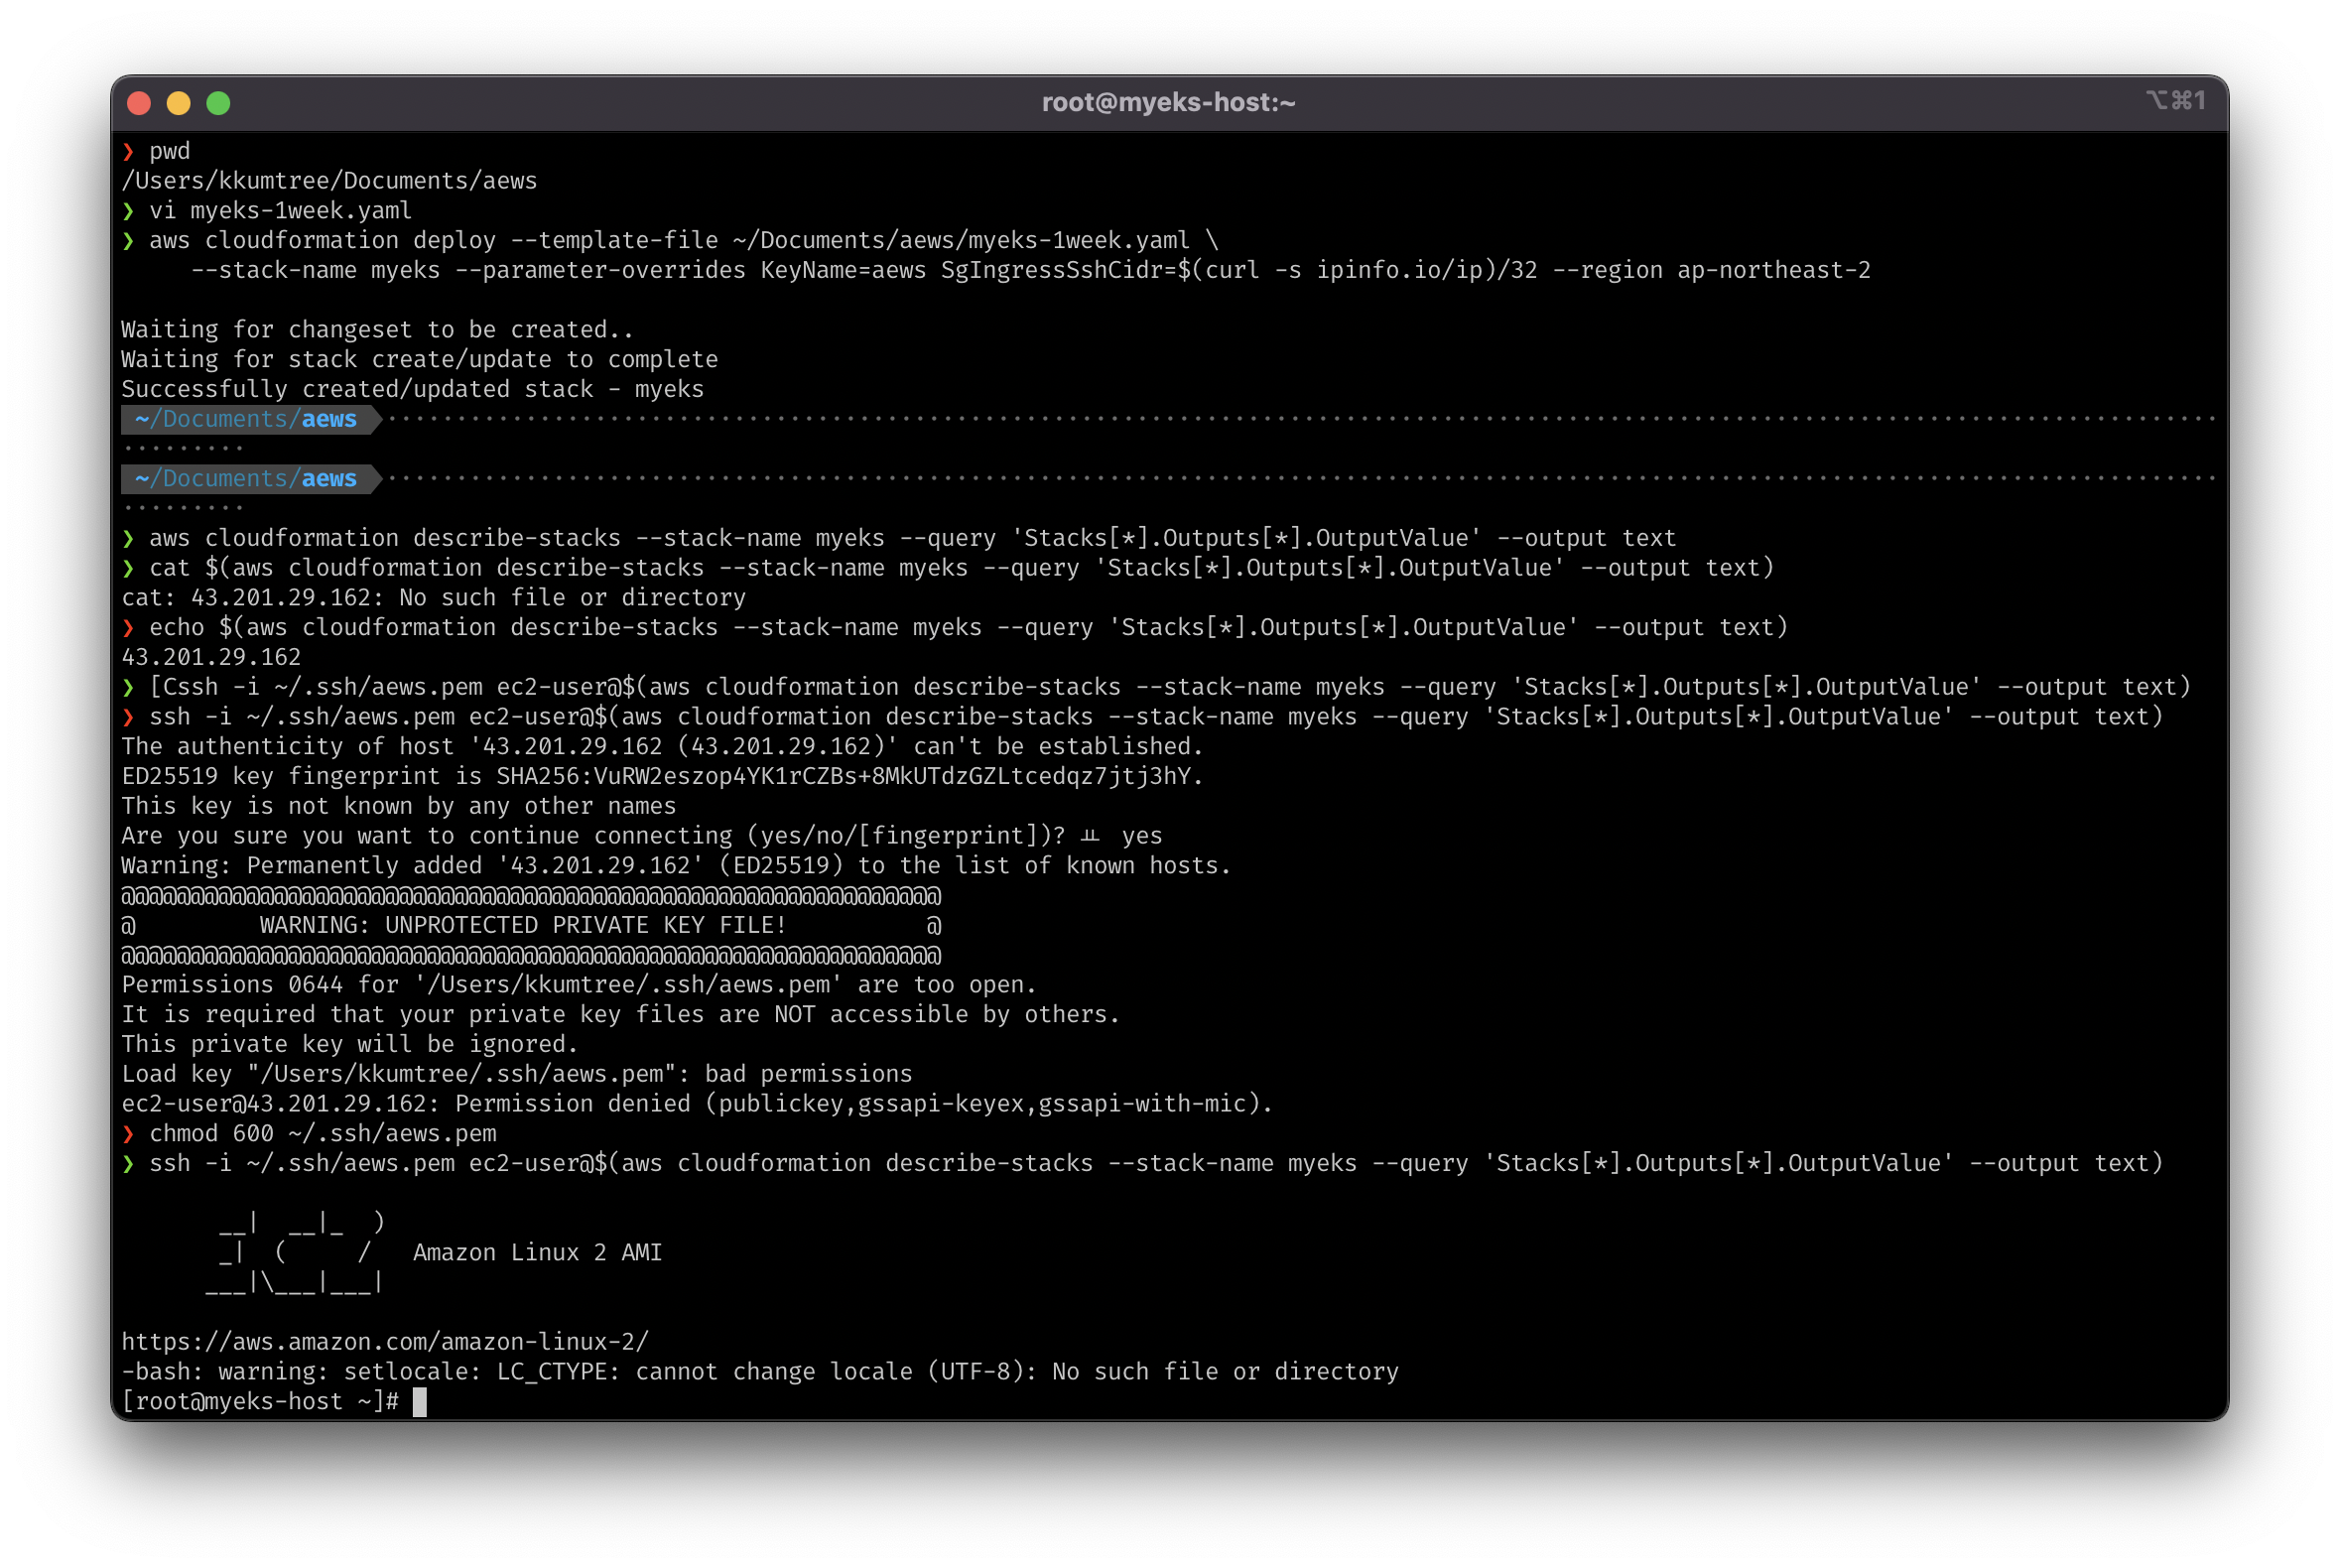 root@myeks-host:~
⌥⌘1
❯ pwd
/Users/kkumtree/Documents/aews
❯ vi myeks-1week.yaml
❯ aws cloudformation deploy --template-file ~/Documents/aews/myeks-1week.yaml \
     --stack-name myeks --parameter-overrides KeyName=aews SgIngressSshCidr=$(curl -s ipinfo.io/ip)/32 --region ap-northeast-2
Waiting for changeset to be created..
Waiting for stack create/update to complete
Successfully created/updated stack - myeks
~/Documents/aews
~/Documents/aews
❯ aws cloudformation describe-stacks --stack-name myeks --query 'Stacks[*].Outputs[*].OutputValue' --output text
❯ cat $(aws cloudformation describe-stacks --stack-name myeks --query 'Stacks[*].Outputs[*].OutputValue' --output text)
cat: 43.201.29.162: No such file or directory
❯ echo $(aws cloudformation describe-stacks --stack-name myeks --query 'Stacks[*].Outputs[*].OutputValue' --output text)
43.201.29.162
❯ [Cssh -i ~/.ssh/aews.pem ec2-user@$(aws cloudformation describe-stacks --stack-name myeks --query 'Stacks[*].Outputs[*].OutputValue' --output text)
❯ ssh -i ~/.ssh/aews.pem ec2-user@$(aws cloudformation describe-stacks --stack-name myeks --query 'Stacks[*].Outputs[*].OutputValue' --output text)
The authenticity of host '43.201.29.162 (43.201.29.162)' can't be established.
ED25519 key fingerprint is SHA256:VuRW2eszop4YK1rCZBs+8MkUTdzGZLtcedqz7jtj3hY.
This key is not known by any other names
Are you sure you want to continue connecting (yes/no/[fingerprint])? ㅛ yes
Warning: Permanently added '43.201.29.162' (ED25519) to the list of known hosts.
@@@@@@@@@@@@@@@@@@@@@@@@@@@@@@@@@@@@@@@@@@@@@@@@@@@@@@@@@@@
@         WARNING: UNPROTECTED PRIVATE KEY FILE!          @
@@@@@@@@@@@@@@@@@@@@@@@@@@@@@@@@@@@@@@@@@@@@@@@@@@@@@@@@@@@
Permissions 0644 for '/Users/kkumtree/.ssh/aews.pem' are too open.
It is required that your private key files are NOT accessible by others.
This private key will be ignored.
Load key "/Users/kkumtree/.ssh/aews.pem": bad permissions
ec2-user@43.201.29.162: Permission denied (publickey,gssapi-keyex,gssapi-with-mic).
❯ chmod 600 ~/.ssh/aews.pem
❯ ssh -i ~/.ssh/aews.pem ec2-user@$(aws cloudformation describe-stacks --stack-name myeks --query 'Stacks[*].Outputs[*].OutputValue' --output text)
       __|  __|_  )
       _|  (     /   Amazon Linux 2 AMI
      ___|\___|___|
https://aws.amazon.com/amazon-linux-2/
-bash: warning: setlocale: LC_CTYPE: cannot change locale (UTF-8): No such file or directory
[root@myeks-host ~]#